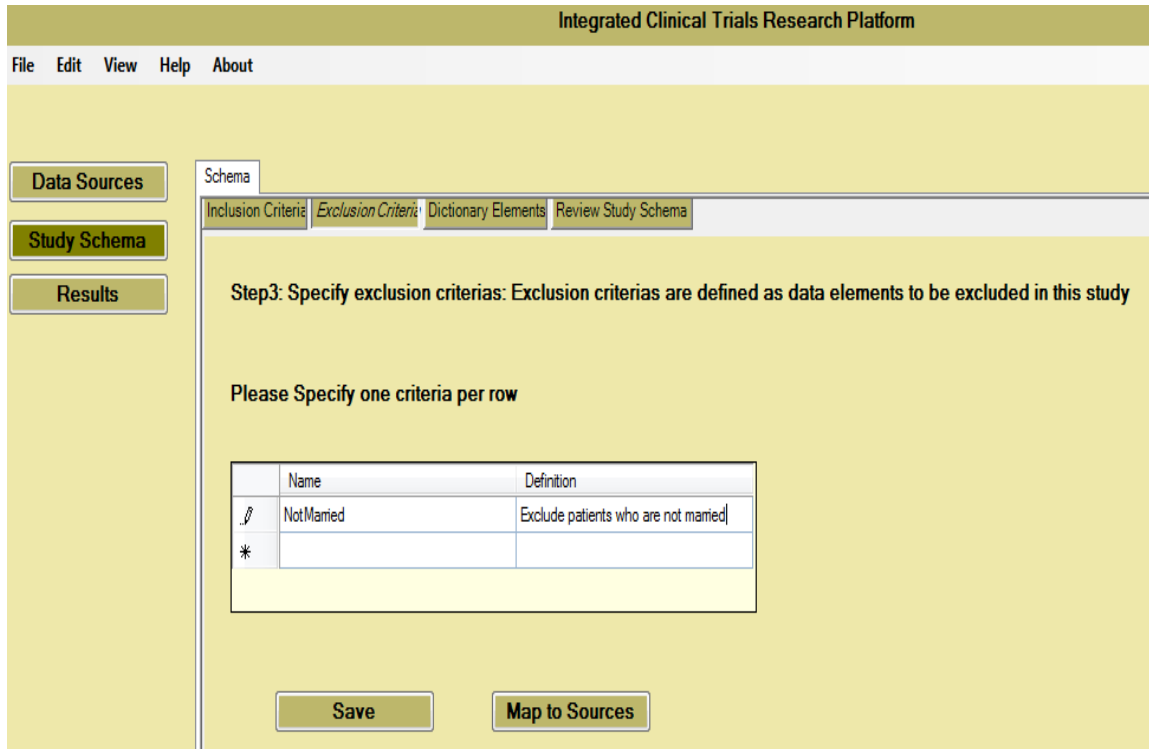 Integrated Clinical Trials Research Platform
File Edit View Help About
Data Sources
Study Schema
Results
Schema
Inclusion Criteria Exclusion Criteria Dictionary Elements Review Study Schema
Step3: Specify exclusion criterias: Exclusion criterias are defined as data elements to be excluded in this study
Please Specify one criteria per row
Name Definition
NotMarried Exclude patients who are not married
*
Save Map to Sources